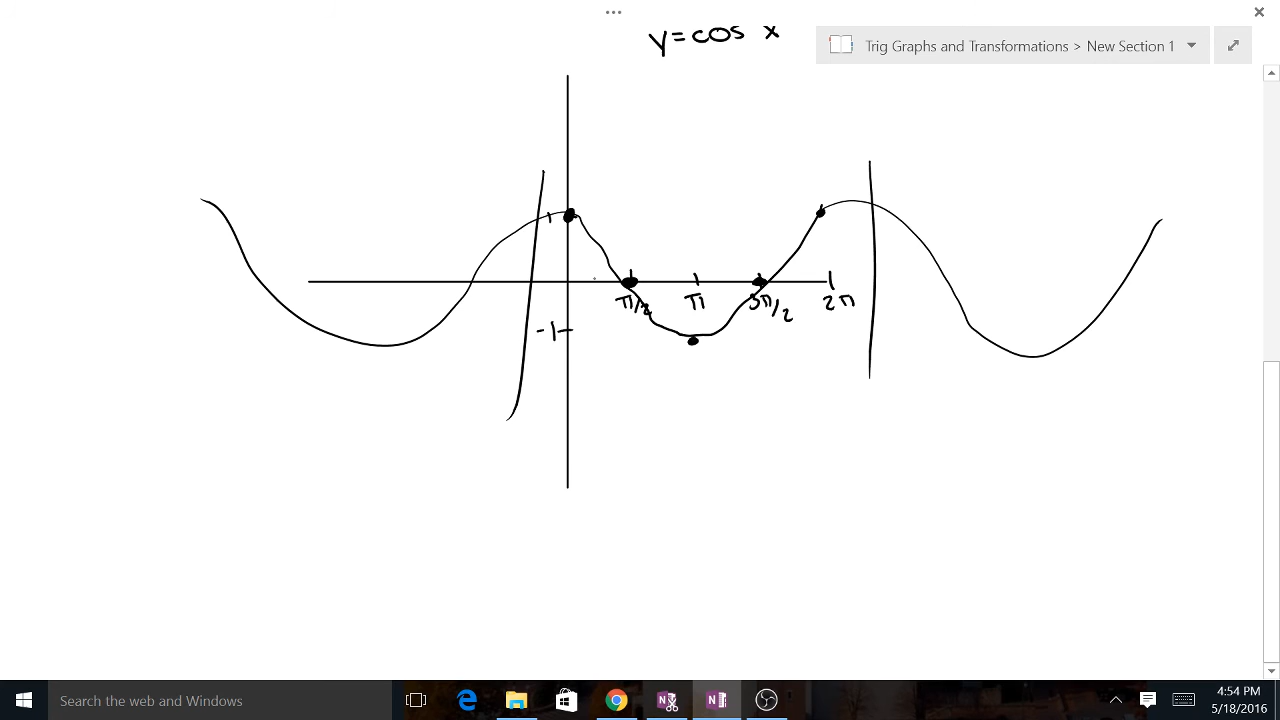 y = cos x
Trig Graphs and Transformations > New Section 1
1
π/2
π
3π/2
2π
-1
Search the web and Windows
4:54 PM
5/18/2016